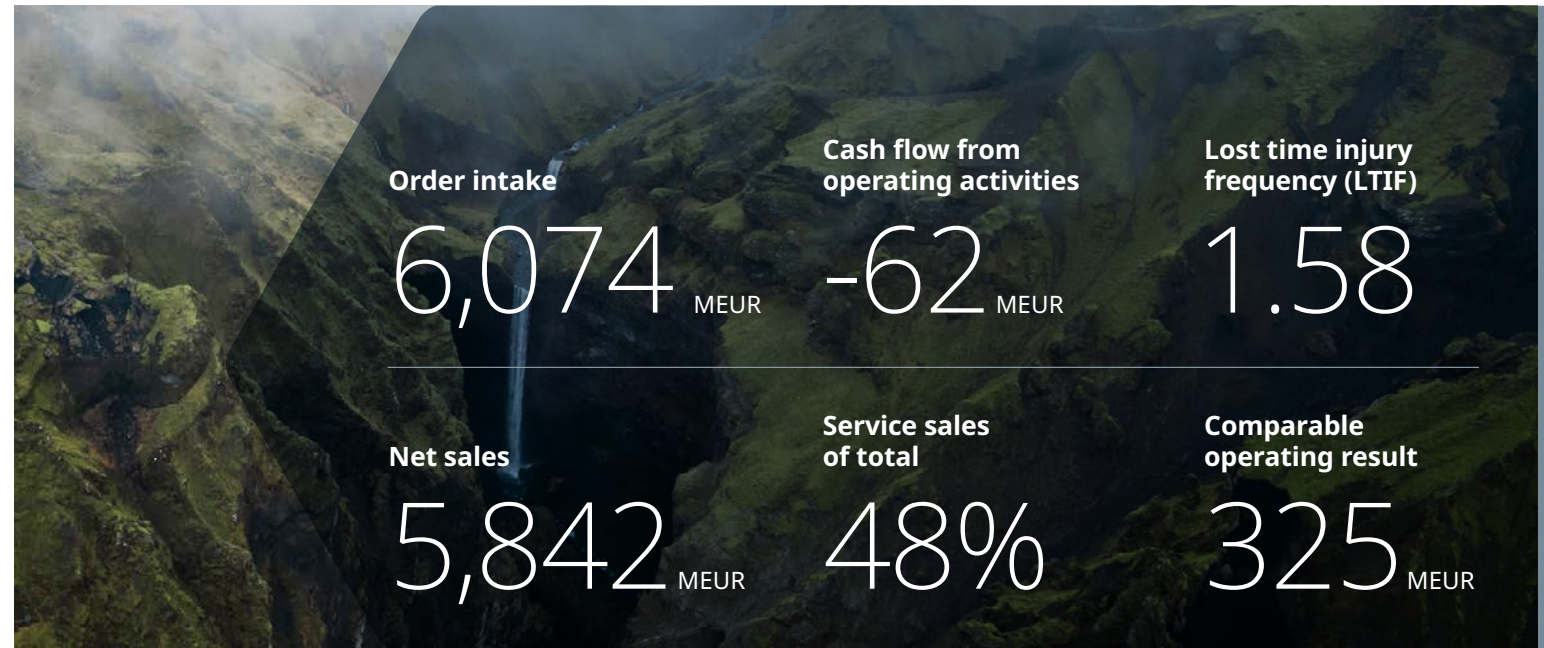 Order intake
6,074 MEUR
Cash flow from
operating activities
-62 MEUR
Lost time injury
frequency (LTIF)
1.58
Net sales
5,842 MEUR
Service sales
of total
48%
Comparable
operating result
325 MEUR